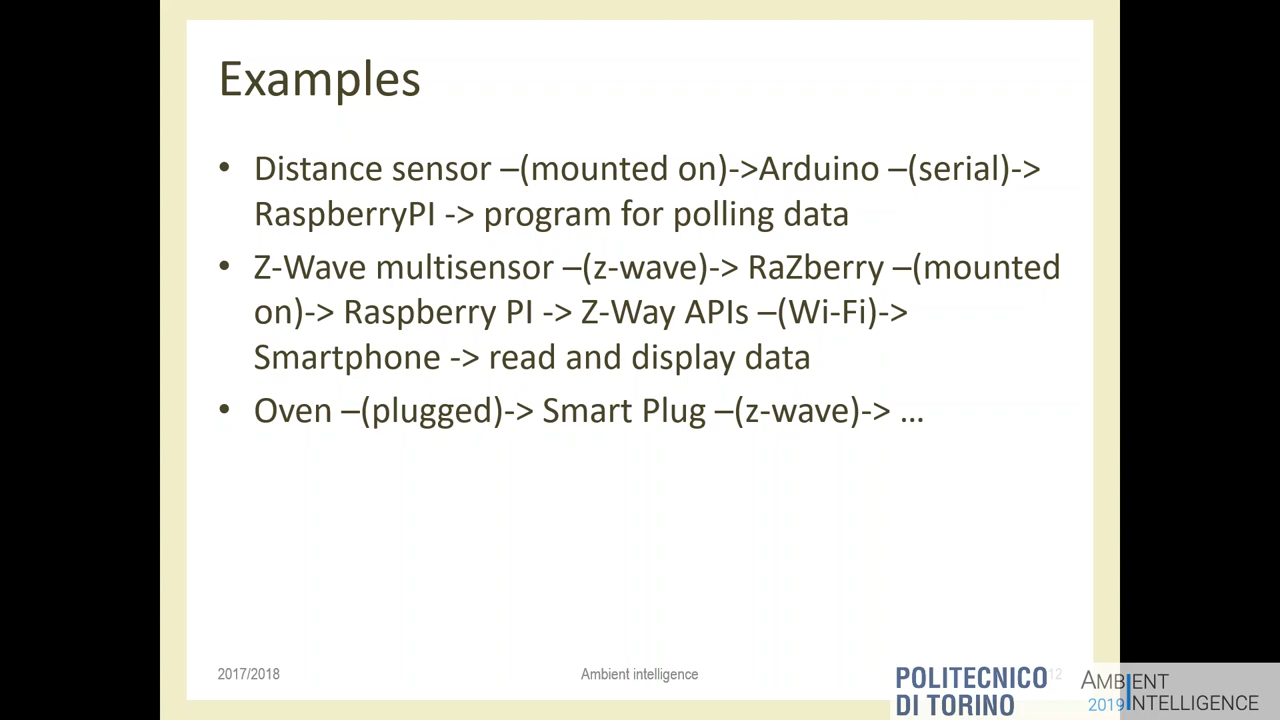 Examples
• Distance sensor –(mounted on)->Arduino –(serial)->
RaspberryPI -> program for polling data
• Z-Wave multisensor –(z-wave)-> RaZberry –(mounted
on)-> Raspberry PI -> Z-Way APIs –(Wi-Fi)->
Smartphone -> read and display data
• Oven –(plugged)-> Smart Plug –(z-wave)-> …
2017/2018
Ambient intelligence
12
POLITECNICO
DI TORINO
AMBIENT
2019 INTELLIGENCE